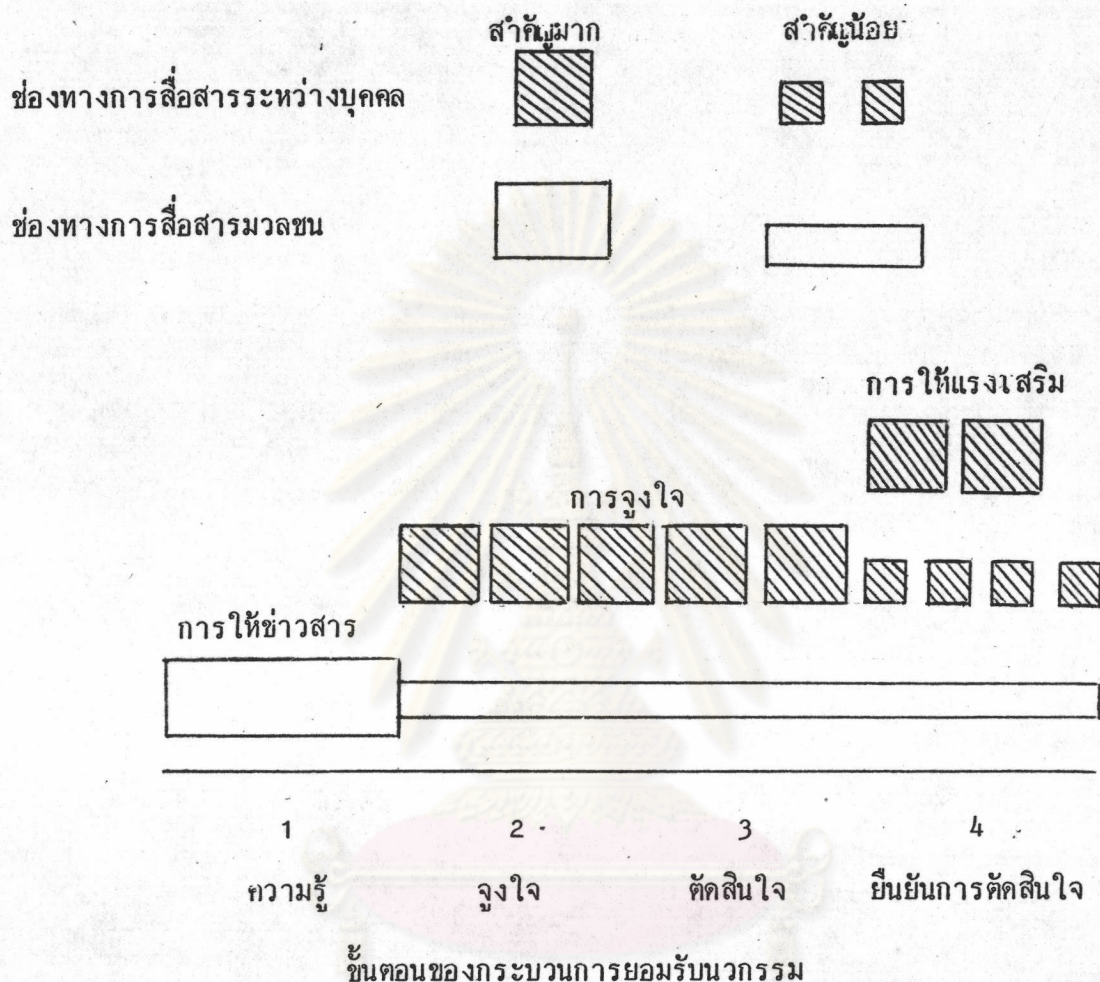 สำคัญมาก สำคัญน้อย
ช่องทางการสื่อสารระหว่างบุคคล
ช่องทางการสื่อสารมวลชน
การให้แรงเสริม
การจูงใจ
การให้ข่าวสาร
1 2 3 4
ความรู้ จูงใจ ตัดสินใจ ยืนยันการตัดสินใจ
ขั้นตอนของกระบวนการยอมรับนวกรรม